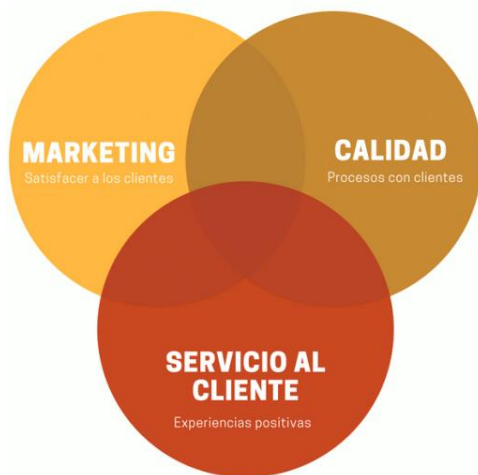 MARKETING
Satisfacer a los clientes
CALIDAD
Procesos con clientes
SERVICIO AL
CLIENTE
Experiencias positivas